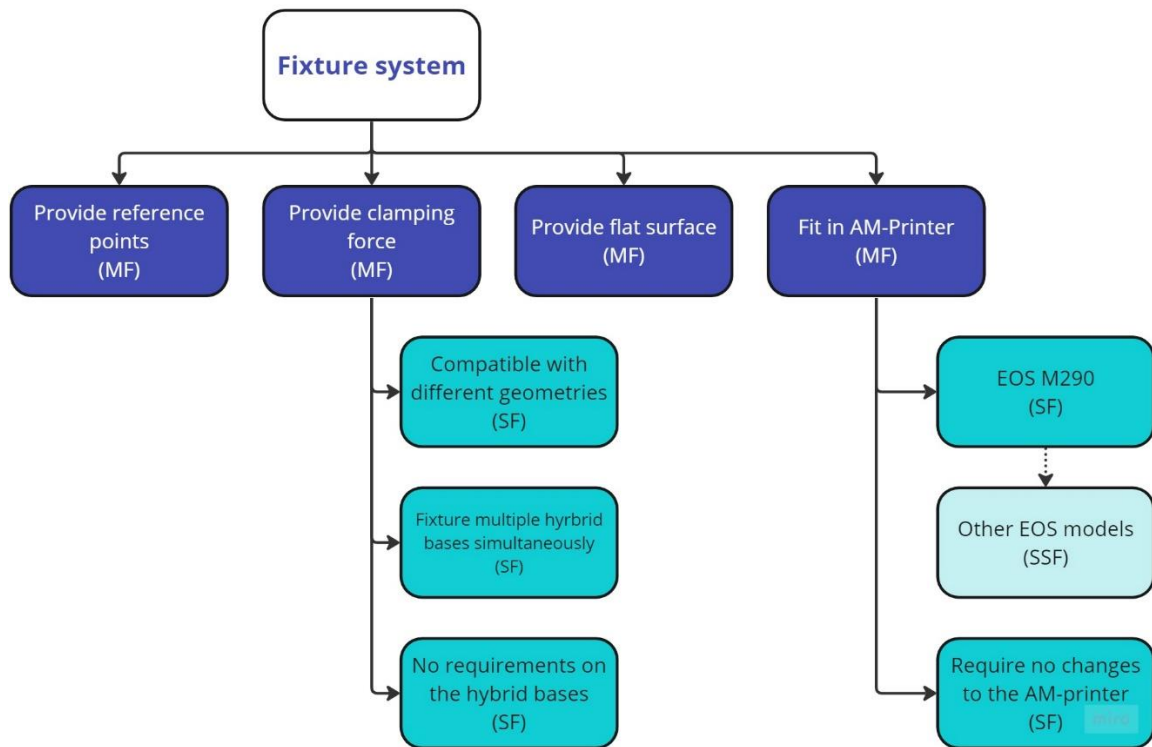 Fixture system
Provide reference
points
(MF)
Provide clamping
force
(MF)
Provide flat surface
(MF)
Fit in AM-Printer
(MF)
Compatible with
different geometries
(SF)
Fixture multiple hyrbrid
bases simultaneously
(SF)
No requirements on
the hybrid bases
(SF)
EOS M290
(SF)
Other EOS models
(SSF)
Require no changes
to the AM-printer
(SF)
miro